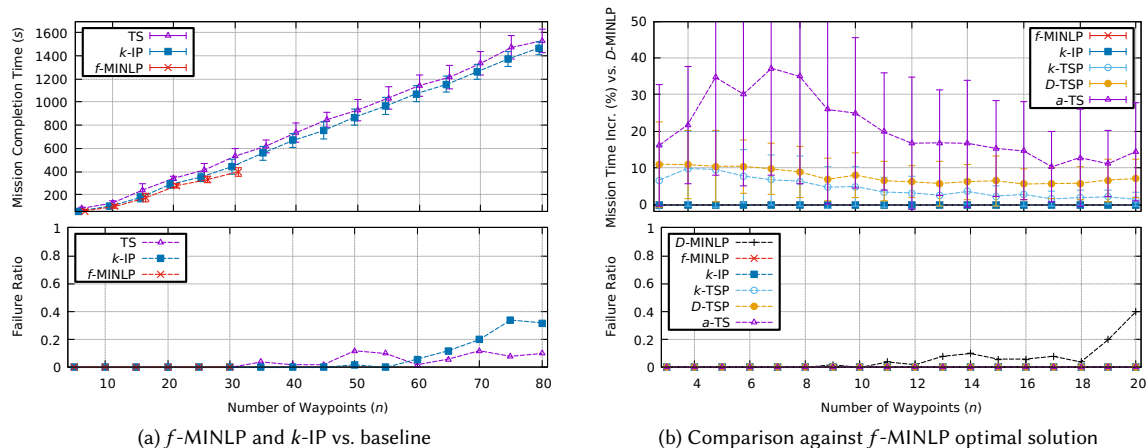 Mission Completion Time (s)
1600
1400
1200
1000
800
600
400
200
0
TS
k-IP
f-MINLP
Failure Ratio
1
0.8
0.6
0.4
0.2
0
TS
k-IP
f-MINLP
10 20 30 40 50 60 70 80
Number of Waypoints (n)
(a) f-MINLP and k-IP vs. baseline
Mission Time Incr. (%) vs. D-MINLP
50
40
30
20
10
0
f-MINLP
k-IP
k-TSP
D-TSP
a-TS
Failure Ratio
1
0.8
0.6
0.4
0.2
0
D-MINLP
f-MINLP
k-IP
k-TSP
D-TSP
a-TS
4 6 8 10 12 14 16 18 20
Number of Waypoints (n)
(b) Comparison against f-MINLP optimal solution